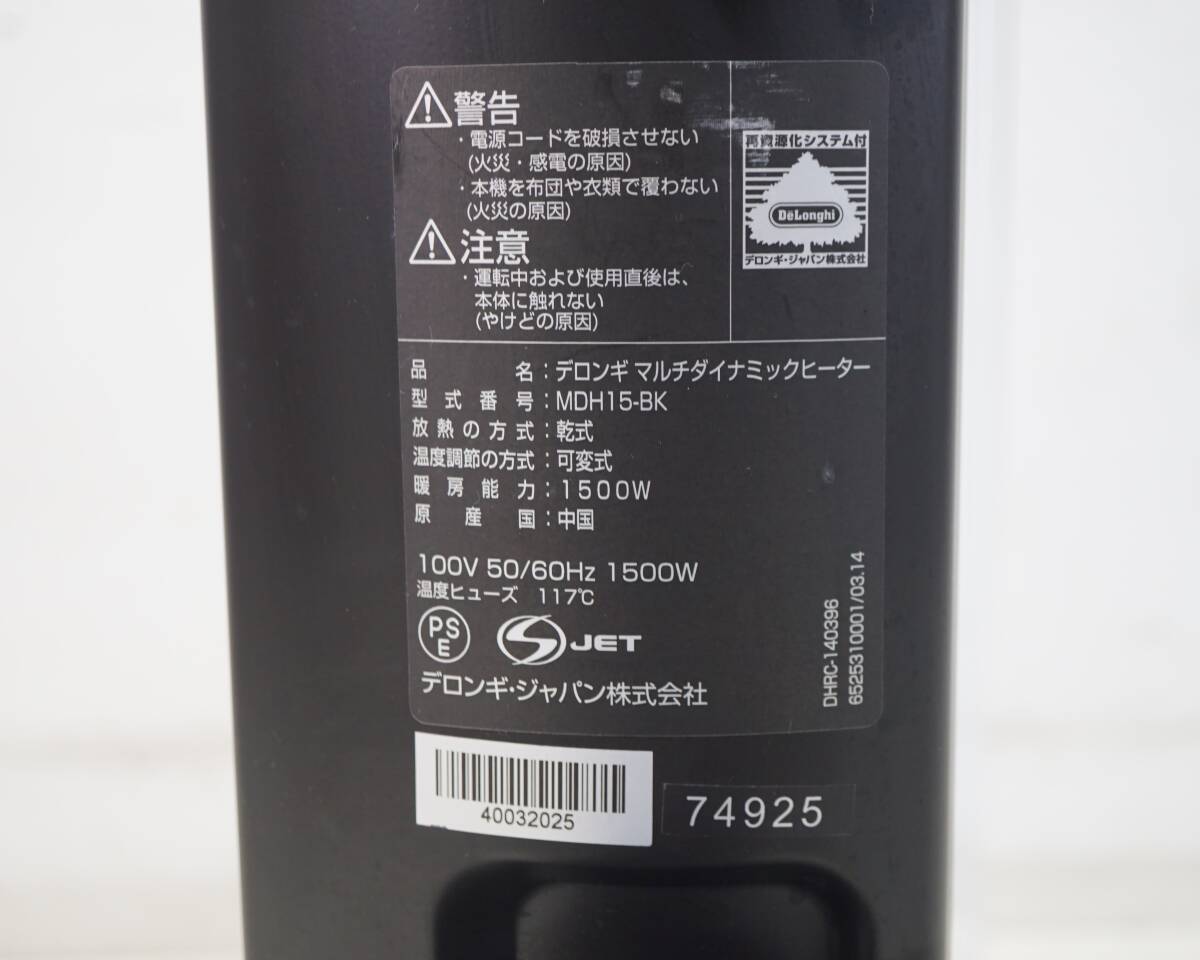 警告
・電源コードを破損させない
(火災・感電の原因)
・本機を布団や衣類で覆わない
(火災の原因)
注意
・運転中および使用直後は、
本体に触れない
(やけどの原因)
再資源化システム付
DeLonghi
デロンギ・ジャパン株式会社
品名：デロンギ マルチダイナミックヒーター
型式番号：MDH15-BK
放熱の方式：乾式
温度調節の方式：可変式
暖房能力：1500W
原産国：中国
100V 50/60Hz 1500W
温度ヒューズ 117℃
PS
E
S JET
デロンギ・ジャパン株式会社
DHRC-140396
6525310001/03.14
40032025
74925